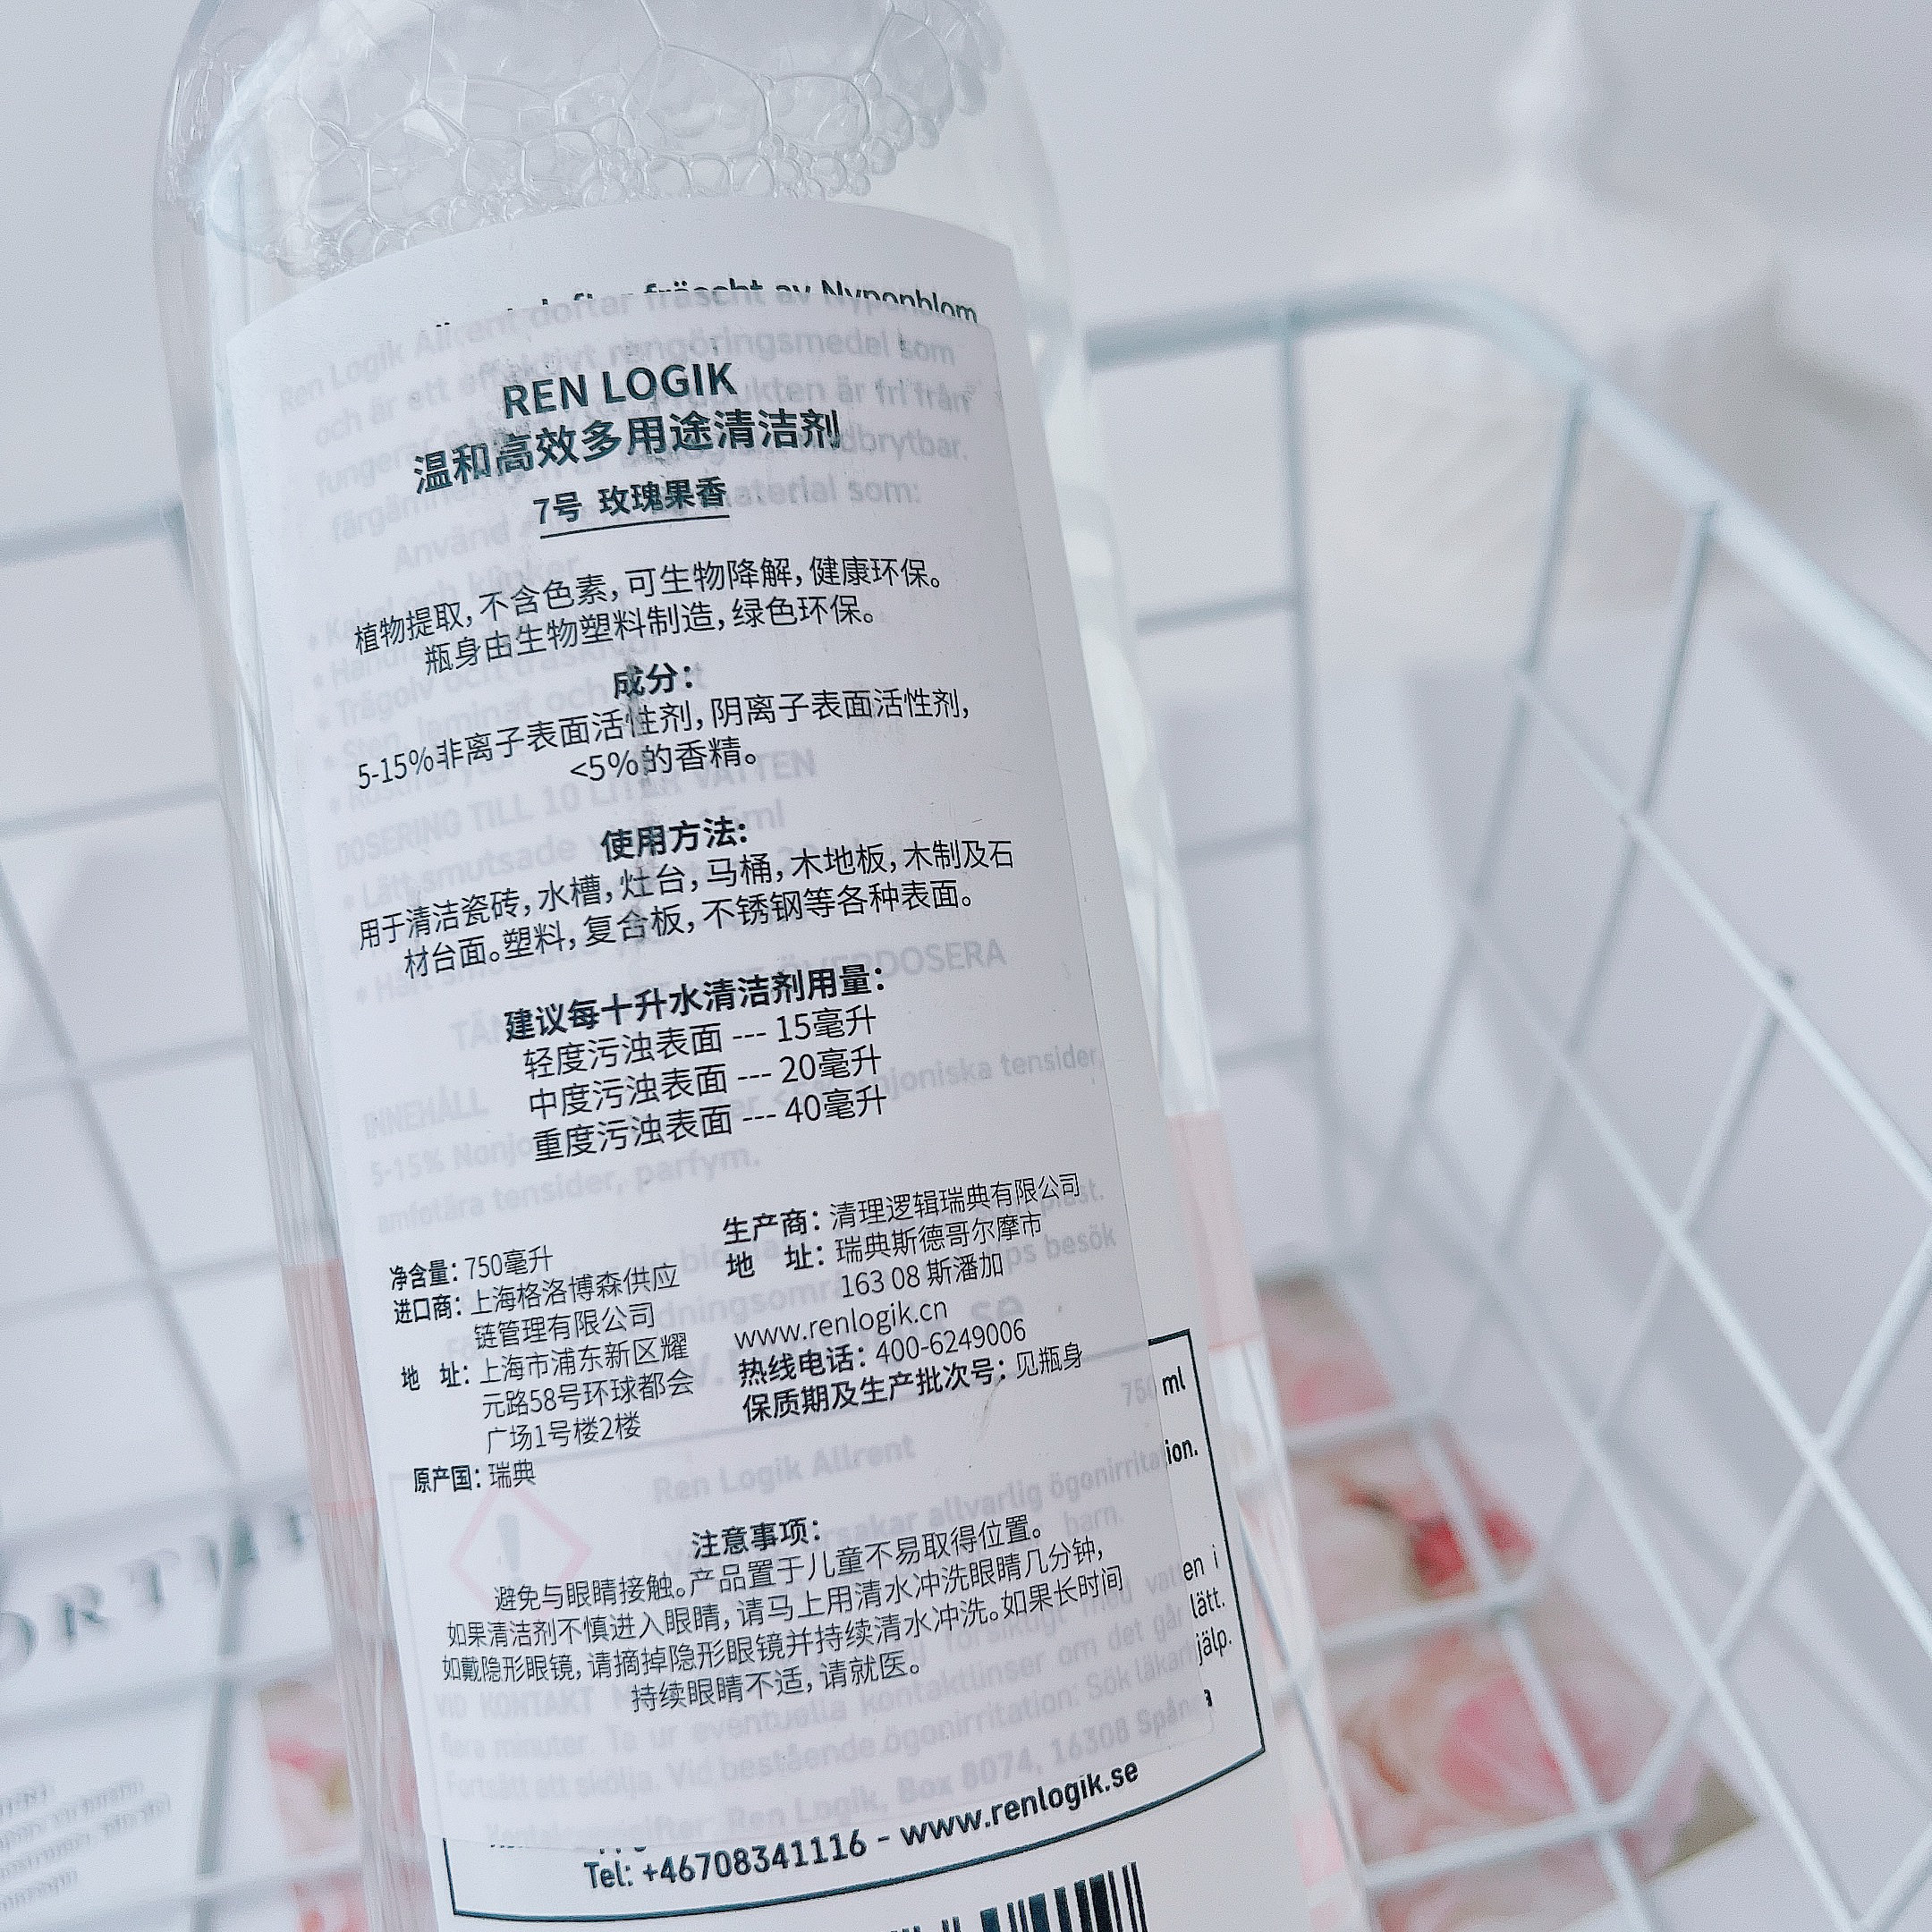 doftar fräscht av Nyponblom
REN LOGIK
温和高效多用途清洁剂
7号 玫瑰果香
植物提取,不含色素,可生物降解,健康环保。
瓶身由生物塑料制造,绿色环保。
成分:
5-15%非离子表面活性剂,阴离子表面活性剂,
<5%的香精。
使用方法:
用于清洁瓷砖,水槽,灶台,马桶,木地板,木制及石
材台面。塑料,复合板,不锈钢等各种表面。
建议每十升水清洁剂用量:
轻度污浊表面 --- 15毫升
中度污浊表面 --- 20毫升
重度污浊表面 --- 40毫升
净含量: 750毫升
进口商: 上海格洛博森供应
链管理有限公司
地 址: 上海市浦东新区耀
元路58号环球都会
广场1号楼2楼
原产国: 瑞典
生产商: 清理逻辑瑞典有限公司
地 址: 瑞典斯德哥尔摩市
163 08 斯潘加
www.renlogik.cn
热线电话: 400-6249006
保质期及生产批次号: 见瓶身
750 ml
Ren Logik Allrent
注意事项:
避免与眼睛接触。产品置于儿童不易取得位置。
如果清洁剂不慎进入眼睛,请马上用清水冲洗眼睛几分钟,
如戴隐形眼镜,请摘掉隐形眼镜并持续清水冲洗。如果长时间
持续眼睛不适,请就医。
Tel: +46708341116 - www.renlogik.se